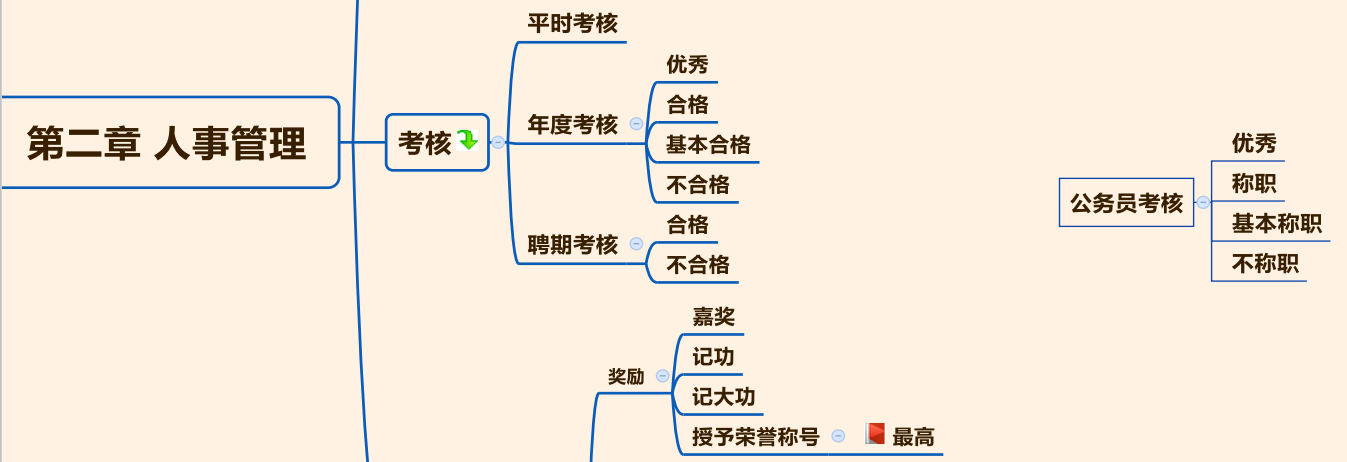 第二章 人事管理
考核
平时考核
年度考核
优秀
合格
基本合格
不合格
聘期考核
合格
不合格
公务员考核
优秀
称职
基本称职
不称职
奖励
嘉奖
记功
记大功
授予荣誉称号
最高